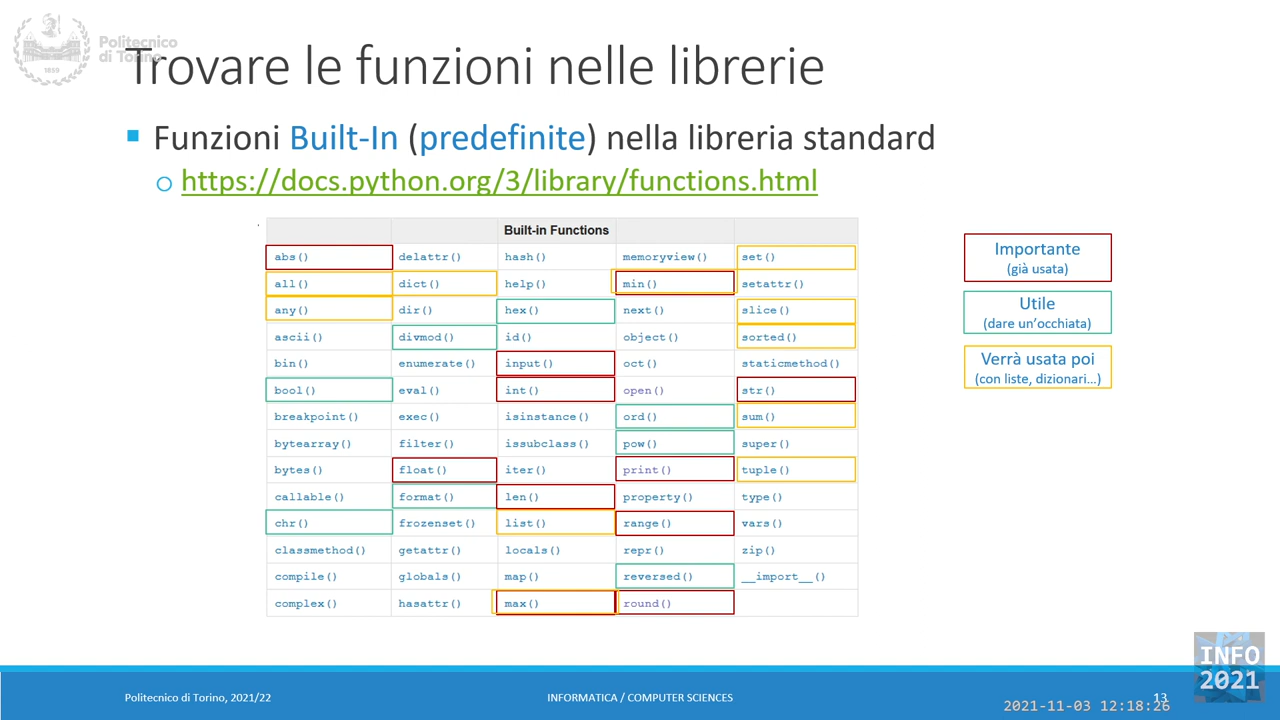 Politecnico
di Torino
1859
Trovare le funzioni nelle librerie
Funzioni Built-In (predefinite) nella libreria standard
https://docs.python.org/3/library/functions.html
Built-in Functions
abs() delattr() hash() memoryview() set()
all() dict() help() min() setattr()
any() dir() hex() next() slice()
ascii() divmod() id() object() sorted()
bin() enumerate() input() oct() staticmethod()
bool() eval() int() open() str()
breakpoint() exec() isinstance() ord() sum()
bytearray() filter() issubclass() pow() super()
bytes() float() iter() print() tuple()
callable() format() len() property() type()
chr() frozenset() list() range() vars()
classmethod() getattr() locals() repr() zip()
compile() globals() map() reversed() __import__()
complex() hasattr() max() round()
Importante
(già usata)
Utile
(dare un'occhiata)
Verrà usata poi
(con liste, dizionari…)
Politecnico di Torino, 2021/22 INFORMATICA / COMPUTER SCIENCES 13
INFO
2021
2021-11-03 12:18:26